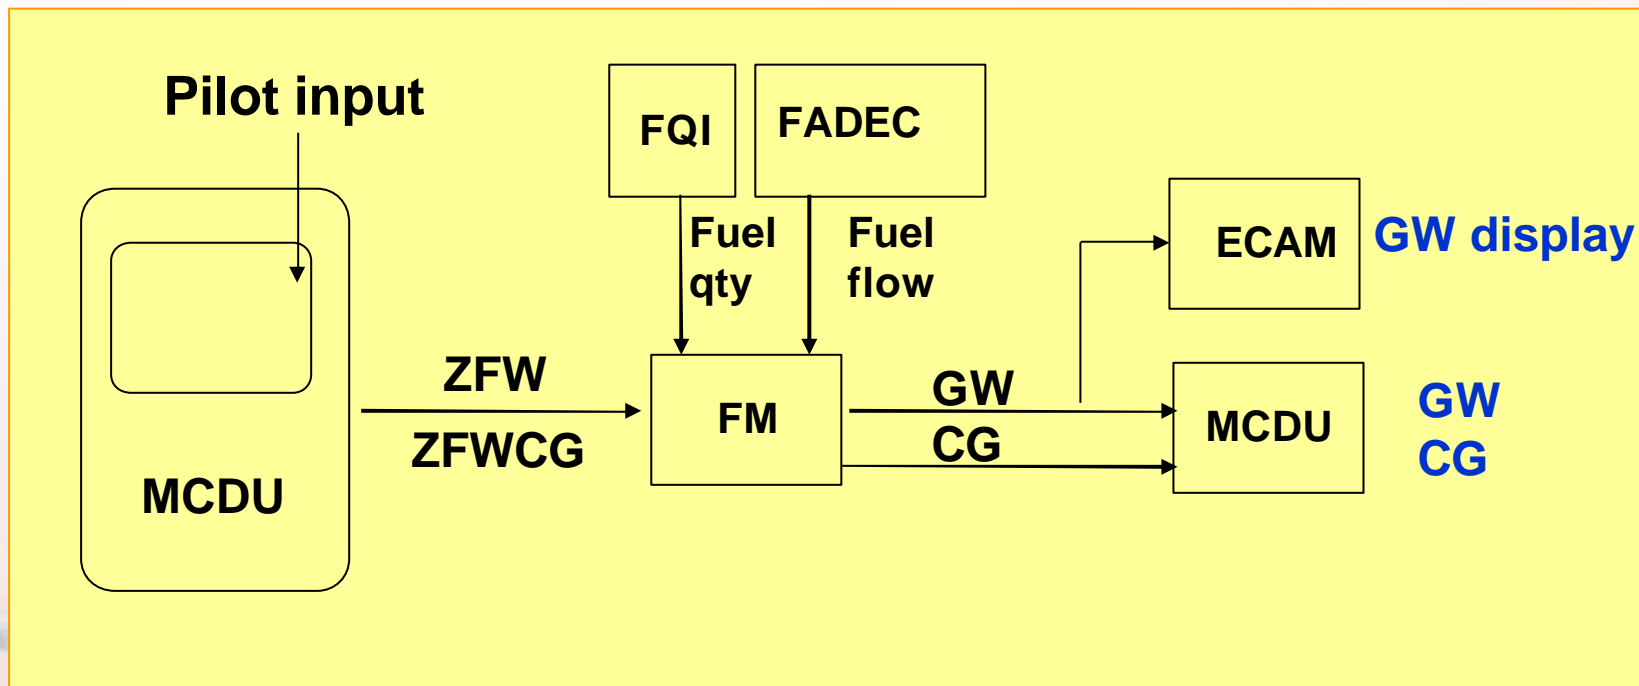 Pilot input
FQI
FADEC
Fuel
qty
Fuel
flow
ECAM
GW display
ZFW
ZFWCG
MCDU
FM
GW
CG
MCDU
GW
CG